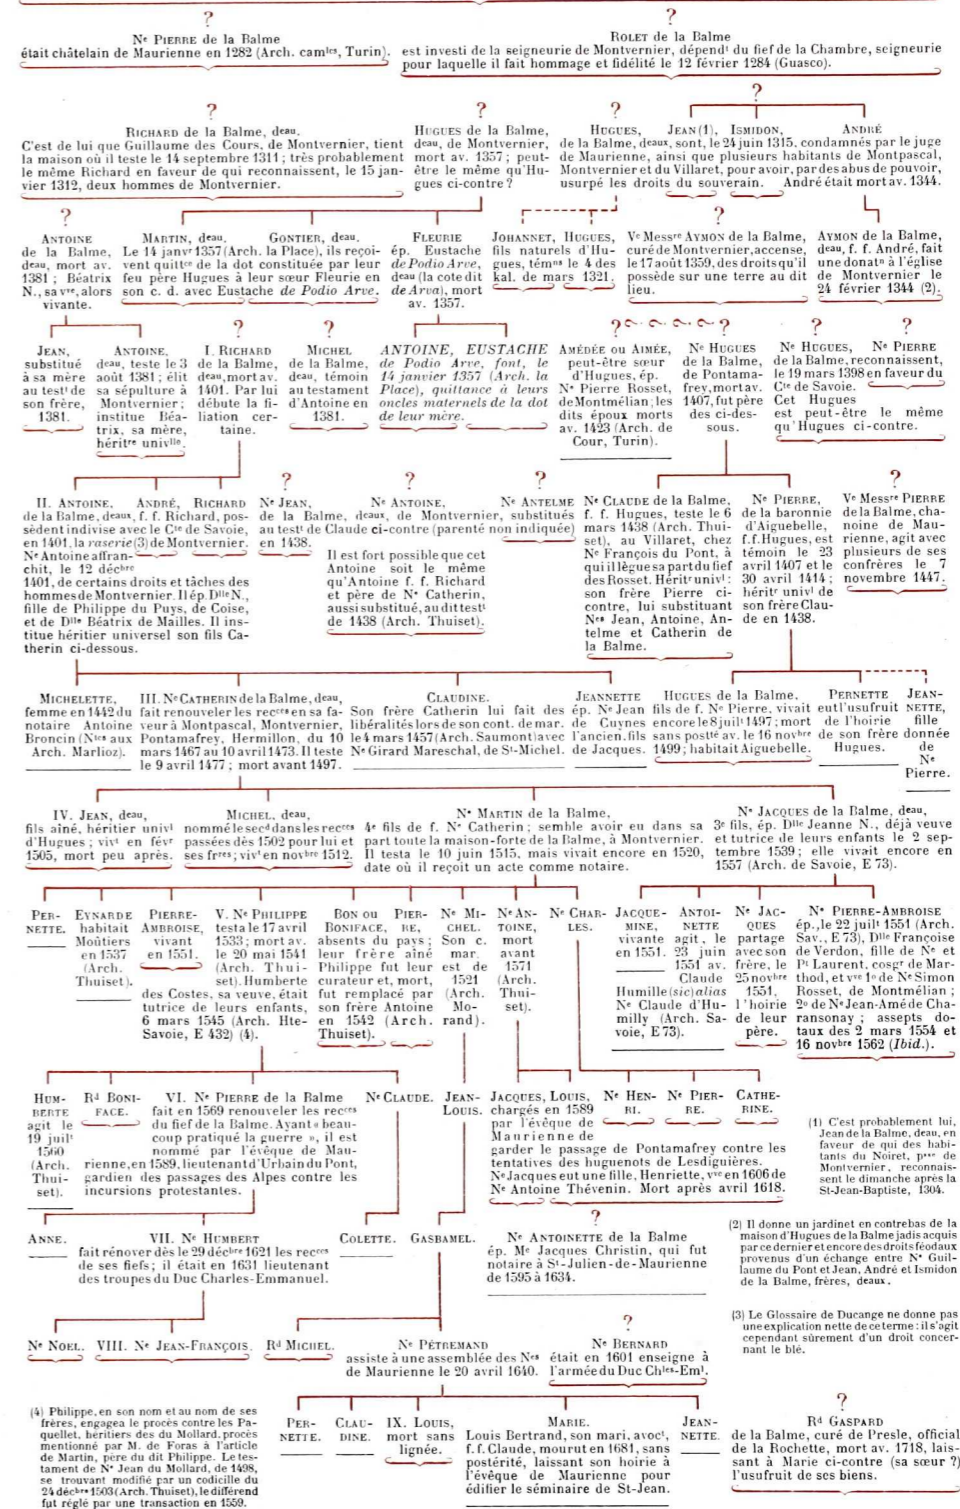 ?
Nᵉ PIERRE de la Balme
était châtelain de Maurienne en 1282 (Arch. camˡᵉˢ, Turin).
?
ROLET de la Balme
est investi de la seigneurie de Montvernier, dépendᵗ du fief de la Chambre, seigneurie
pour laquelle il fait hommage et fidélité le 12 février 1284 (Guasco).
?
RICHARD de la Balme, dᵉᵃᵘ.
C'est de lui que Guillaume des Cours, de Montvernier, tient
la maison où il teste le 14 septembre 1311 ; très probablement
le même Richard en faveur de qui reconnaissent, le 15 jan-
vier 1312, deux hommes de Montvernier.
?
HUGUES de la Balme,
dᵉᵃᵘ, de Montvernier,
mort av. 1357 ; peut-
être le même qu'Hu-
gues ci-contre ?
? ?
HUGUES, JEAN (1), ISMIDON, ANDRÉ
de la Balme, dᵉᵃᵘˣ, sont, le 24 juin 1315, condamnés par le juge
de Maurienne, ainsi que plusieurs habitants de Montpascal,
Montvernier et du Villaret, pour avoir, par des abus de pouvoir,
usurpé les droits du souverain. André était mort av. 1344.
?
ANTOINE
de la Balme,
dᵉᵃᵘ, mort av.
1381 ; Béatrix
N., sa vᵛᵉ, alors
vivante.
MARTIN, dᵉᵃᵘ. GONTIER, dᵉᵃᵘ.
Le 14 janvʳ 1357 (Arch. la Place), ils reçoi-
vent quittᶜᵉ de la dot constituée par leur
feu père Hugues à leur sœur Fleurie en
son c. d. avec Eustache de Podio Arve.
FLEURIE
ép. Eustache
de Podio Arve,
dᵉᵃᵘ (la cote dit
de Arva), mort
av. 1357.
JOHANNET, HUGUES,
fils naturels d'Hu-
gues, témⁿˢ le 4 des
kal. de mars 1321.
?
Vᵉ Messʳᵉ AYMON de la Balme,
curé de Montvernier, accense,
le 17 août 1359, des droits qu'il
possède sur une terre au dit
lieu.
AYMON de la Balme,
dᵉᵃᵘ, f. f. André, fait
une donatⁿ à l'église
de Montvernier le
24 février 1344 (2).
JEAN,
substitué
à sa mère
au testᵗ de
son frère,
1381.
ANTOINE,
dᵉᵃᵘ, teste le 3
août 1381 ; élit
sa sépulture à
Montvernier ;
institue Béa-
trix, sa mère,
héritʳᵉ univˡˡᵉ.
?
I. RICHARD
de la Balme,
dᵉᵃᵘ, mort av.
1401. Par lui
débute la fi-
liation cer-
taine.
?
MICHEL
de la Balme,
dᵉᵃᵘ, témoin
au testament
d'Antoine en
1381.
ANTOINE, EUSTACHE
de Podio Arve, font, le
14 janvier 1357 (Arch. la
Place), quittance à leurs
oncles maternels de la dot
de leur mère.
? ?
AMÉDÉE OU AIMÉE,
peut-être sœur
d'Hugues, ép.
Nᵉ Pierre Rosset,
de Montmélian ; les
dits époux morts
av. 1423 (Arch. de
Cour, Turin).
Nᵉ HUGUES
de la Balme,
de Pontama-
frey, mort av.
1407, fut père
des ci-des-
sous.
? ?
Nᵉ HUGUES, Nᵉ PIERRE
de la Balme, reconnaissent,
le 19 mars 1398 en faveur du
Cᵗᵉ de Savoie.
Cet Hugues
est peut-être le même
qu'Hugues ci-contre.
II. ANTOINE, ANDRÉ, RICHARD
de la Balme, dᵉᵃᵘˣ, f. f. Richard, pos-
sèdent indivise avec le Cᵗᵉ de Savoie,
en 1401, la raserie (3) de Montvernier.
Nᵉ Antoine affran-
chit, le 12 décᵇʳᵉ
1401, de certains droits et tâches des
hommes de Montvernier. Il ép. Dˡˡᵉ N.,
fille de Philippe du Puys, de Coise,
et de Dˡˡᵉ Béatrix de Mailles. Il ins-
titue héritier universel son fils Ca-
therin ci-dessous.
? ? ?
Nᵉ JEAN, Nᵉ ANTOINE, Nᵉ ANTELME
de la Balme, dᵉᵃᵘˣ, de Montvernier, substitués
au testᵗ de Claude ci-contre (parenté non indiquée)
en 1438.
Il est fort possible que cet
Antoine soit le même
qu'Antoine f. f. Richard
et père de Nᵉ Catherin,
aussi substitué, au dit testᵗ
de 1438 (Arch. Thuiset).
Nᵉ CLAUDE de la Balme,
f. f. Hugues, teste le 6
mars 1438 (Arch. Thui-
set), au Villaret, chez
Nᵉ François du Pont, à
qui il lègue sa part du fief
des Rosset. Héritʳ univˡ :
son frère Pierre ci-
contre, lui substituant
Nᵉˢ Jean, Antoine, An-
telme et Catherin de
la Balme.
Nᵉ PIERRE,
de la baronnie
d'Aiguebelle,
f. f. Hugues, est
témoin le 23
avril 1407 et le
30 avril 1414 ;
héritʳ univˡ de
son frère Clau-
de en 1438.
?
Vᵉ Messʳᵉ PIERRE
de la Balme, cha-
noine de Mau-
rienne, agit avec
plusieurs de ses
confrères le 7
novembre 1447.
MICHELETTE,
femme en 1442 du
notaire Antoine
Broncin (Nᵗᵉˢ aux
Arch. Marlioz).
III. Nᵉ CATHERIN de la Balme, dᵉᵃᵘ,
fait renouveler les recᶜᵉˢ en sa fa-
veur à Montpascal, Montvernier,
Pontamafrey, Hermillon, du 10
mars 1467 au 10 avril 1473. Il teste
le 9 avril 1477 ; mort avant 1497.
CLAUDINE.
Son frère Catherin lui fait des
libéralités lors de son cont. de mar.
le 4 mars 1457 (Arch. Saumont) avec
Nᵉ Girard Mareschal, de Sᵗ-Michel.
JEANNETTE
ép. Nᵉ Jean
de Cuynes
l'ancien, fils
de Jacques.
HUGUES de la Balme,
fils de f. Nᵉ Pierre, vivait
encore le 8 juilᵗ 1497 ; mort
sans postᵗᵉ av. le 16 novᵇʳᵉ
1499 ; habitait Aiguebelle.
PERNETTE
eut l'usufruit
de l'hoirie
de son frère
Hugues.
JEAN-
NETTE,
fille
donnée
de
Nᵉ
Pierre.
IV. JEAN, dᵉᵃᵘ,
fils aîné, héritier univˡ
d'Hugues ; vivᵗ en févʳ
1505, mort peu après.
MICHEL, dᵉᵃᵘ,
nommé le secᵈ dans les recᶜᵉˢ
passées dès 1502 pour lui et
ses frᵉˢ ; vivᵗ en novᵇʳᵉ 1512.
Nᵉ MARTIN de la Balme,
4ᵉ fils de f. Nᵉ Catherin ; semble avoir eu dans sa
part toute la maison-forte de la Balme, à Montvernier.
Il testa le 10 juin 1515, mais vivait encore en 1520,
date où il reçoit un acte comme notaire.
Nᵉ JACQUES de la Balme, dᵉᵃᵘ,
3ᵉ fils, ép. Dˡˡᵉ Jeanne N., déjà veuve
et tutrice de leurs enfants le 2 sep-
tembre 1539 ; elle vivait encore en
1557 (Arch. de Savoie, E 73).
PER-
NETTE.
EYNARDE
habitait
Moûtiers
en 1537
(Arch.
Thuiset).
PIERRE-
AMBROISE,
vivant
en 1551.
V. Nᵉ PHILIPPE
testa le 17 avril
1533 ; mort av.
le 20 mai 1541
(Arch. Thui-
set). Humberte
des Costes, sa veuve, était
tutrice de leurs enfants,
6 mars 1545 (Arch. Hte-
Savoie, E 432) (4).
BON OU PIER-
BONIFACE, RE,
absents du pays ;
leur frère aîné
Philippe fut leur
curateur et, mort,
fut remplacé par
son frère Antoine
en 1542 (Arch.
Thuiset).
Nᵉ MI-
CHEL.
Son c.
mar.
est de
1521
(Arch.
Mo-
rand).
Nᵉ AN-
TOINE,
mort
avant
1571
(Arch.
Thui-
set).
Nᵉ CHAR-
LES.
JACQUE-
MINE,
vivante
en 1551.
ANTOI-
NETTE
agit, le
23 juin
1551 av.
Claude
Humille (sic) alias
Nᵉ Claude d'Hu-
milly (Arch. Sa-
voie, E 73).
Nᵉ JAC-
QUES
partage
avec son
frère, le
25 novᵇʳᵉ
1551,
l'hoirie
de leur
père.
Nᵉ PIERRE-AMBROISE
ép., le 22 juilᵗ 1551 (Arch.
Sav., E 73), Dˡˡᵉ Françoise
de Verdon, fille de Nᵉ et
Pᵗ Laurent, cosgʳ de Mar-
thod, et vᵛᵉ 1º de Nᵉ Simon
Rosset, de Montmélian ;
2º de Nᵉ Jean-Amé de Cha-
ransonay ; assepts do-
taux des 2 mars 1554 et
16 novᵇʳᵉ 1562 (Ibid.).
HUM-
BERTE
agit le
19 juilᵗ
1560
(Arch.
Thui-
set).
Rᵈ BONI-
FACE.
VI. Nᵉ PIERRE de la Balme
fait en 1569 renouveler les recᶜᵉˢ
du fief de la Balme. Ayant « beau-
coup pratiqué la guerre », il est
nommé par l'évêque de Mau-
rienne, en 1589, lieutenant d'Urbain du Pont,
gardien des passages des Alpes contre les
incursions protestantes.
Nᵉ CLAUDE.
JEAN-
LOUIS.
JACQUES, LOUIS,
chargés en 1589
par l'évêque de
Maurienne de
garder le passage de Pontamafrey contre les
tentatives des huguenots de Lesdiguières.
Nᵉ Jacques eut une fille, Henriette, vᵛᵉ en 1606 de
Nᵉ Antoine Thévenin. Mort après avril 1618.
Nᵉ HEN-
RI.
Nᵉ PIER-
RE.
CATHE-
RINE.
(1) C'est probablement lui,
Jean de la Balme, dᵉᵃᵘ, en
faveur de qui des habi-
tants du Noiret, pˢˢᵉ de
Montvernier, reconnais-
sent le dimanche après la
St-Jean-Baptiste, 1304.
ANNE.
VII. Nᵉ HUMBERT
fait rénover dès le 29 décᵇʳᵉ 1621 les recᶜᵉˢ
de ses fiefs ; il était en 1631 lieutenant
des troupes du Duc Charles-Emmanuel.
COLETTE.
GASBAMEL.
?
Nᵉ ANTOINETTE de la Balme
ép. Mᵉ Jacques Christin, qui fut
notaire à Sᵗ-Julien-de-Maurienne
de 1595 à 1634.
(2) Il donne un jardinet en contrebas de la
maison d'Hugues de la Balme jadis acquis
par ce dernier et encore des droits féodaux
provenus d'un échange entre Nᵉ Guil-
laume du Pont et Jean, André et Ismidon
de la Balme, frères, deaux.
(3) Le Glossaire de Ducange ne donne pas
une explication nette de ce terme : il s'agit
cependant sûrement d'un droit concer-
nant le blé.
Nᵉ NOEL.
VIII. Nᵉ JEAN-FRANÇOIS.
Rᵈ MICHEL.
Nᵉ PÉTREMAND
assiste à une assemblée des Nᵉˢ
de Maurienne le 20 avril 1640.
?
Nᵉ BERNARD
était en 1601 enseigne à
l'armée du Duc Chˡᵉˢ-Emˡ.
(4) Philippe, en son nom et au nom de ses
frères, engagea le procès contre les Pa-
quellet, héritiers des du Mollard, procès
mentionné par M. de Foras à l'article
de Martin, père du dit Philippe. Le tes-
tament de Nᵉ Jean du Mollard, de 1498,
se trouvant modifié par un codicille du
24 décᵇʳᵉ 1503 (Arch. Thuiset), le différend
fut réglé par une transaction en 1559.
PER-
NETTE.
CLAU-
DINE.
IX. LOUIS,
mort sans
lignée.
MARIE.
Louis Bertrand, son mari, avocᵗ,
f. f. Claude, mourut en 1681, sans
postérité, laissant son hoirie à
l'évêque de Maurienne pour
édifier le séminaire de St-Jean.
JEAN-
NETTE.
?
Rᵈ GASPARD
de la Balme, curé de Presle, official
de la Rochette, mort av. 1718, lais-
sant à Marie ci-contre (sa sœur ?)
l'usufruit de ses biens.